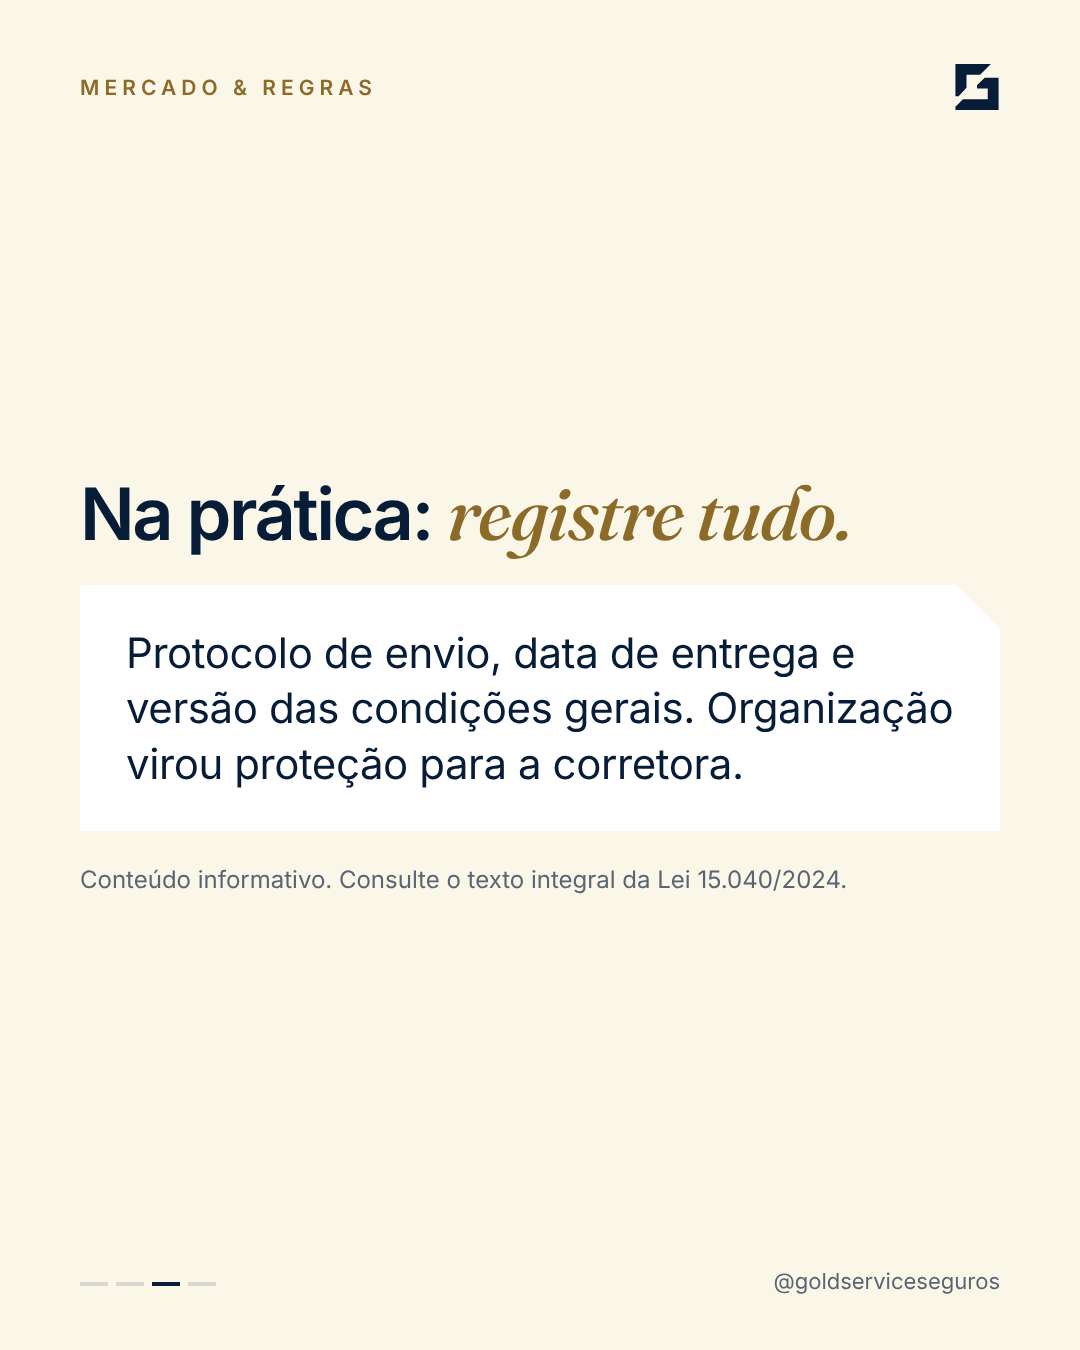 MERCADO & REGRAS
Na prática: registre tudo.
Protocolo de envio, data de entrega e
versão das condições gerais. Organização
virou proteção para a corretora.
Conteúdo informativo. Consulte o texto integral da Lei 15.040/2024.
@goldserviceseguros